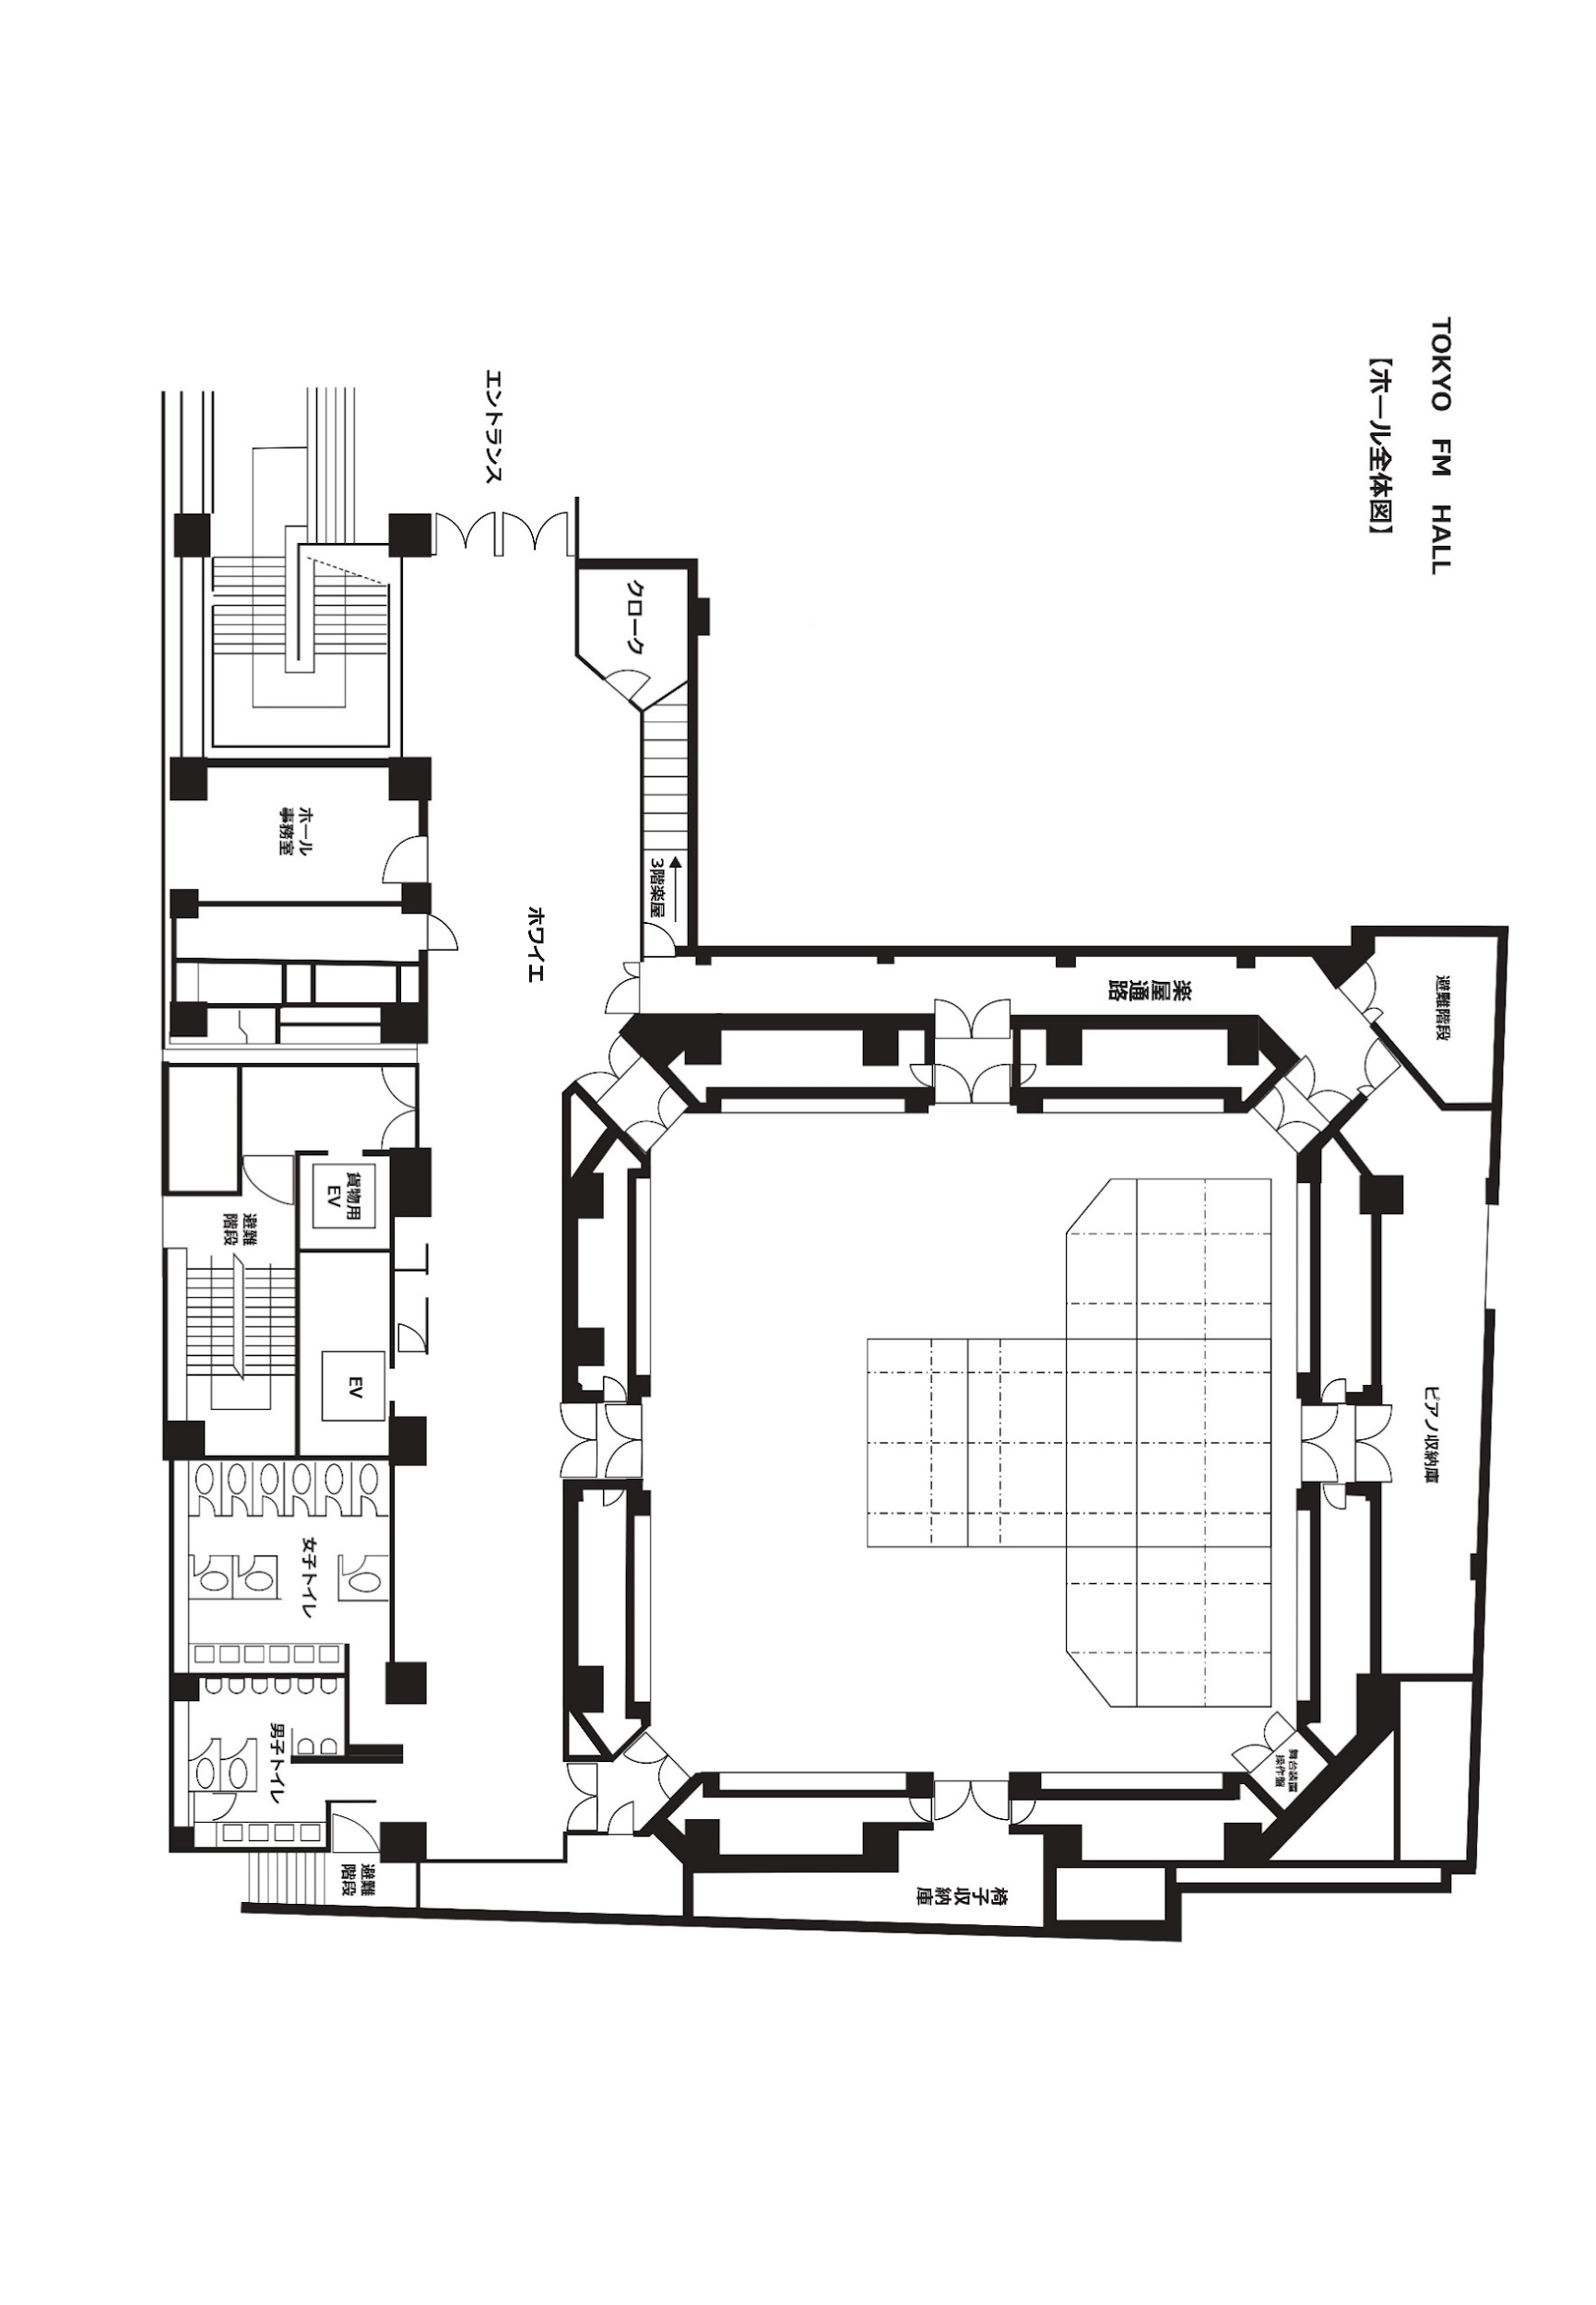 TOKYO FM HALL
【ホール全体図】
エントランス
クローク
3階楽屋
ホール
事務室
ホワイエ
楽屋通路
避難階段
貨物用
EV
避難
階段
EV
ピアノ収納庫
女子トイレ
男子トイレ
舞台装置
操作盤
避難
階段
椅子収納庫